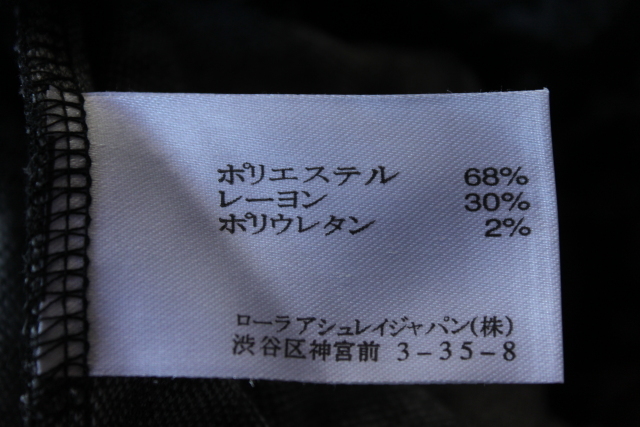 ポリエステル 68%
レーヨン 30%
ポリウレタン 2%
ローラ アシュレイジャパン(株)
渋谷区神宮前 3-35-8